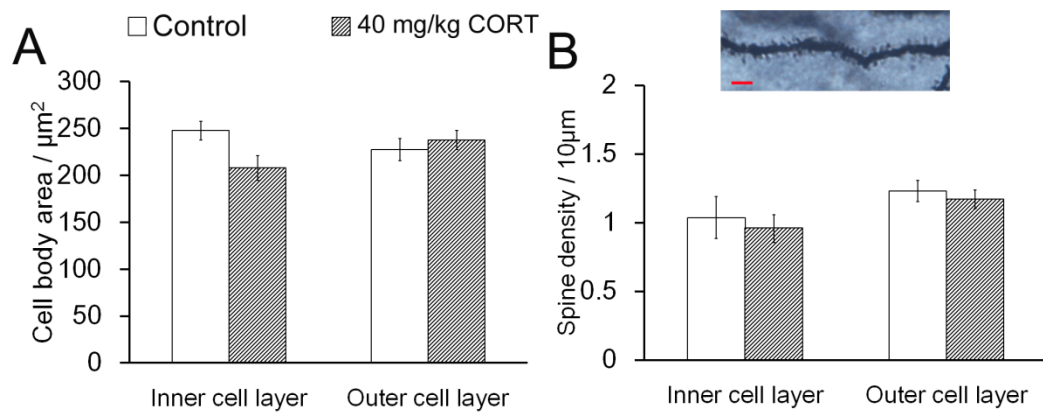 Control
40 mg/kg CORT
A
Cell body area / µm²
300
250
200
150
100
50
0
Inner cell layer
Outer cell layer
B
Spine density / 10µm
2
1.5
1
0.5
0
Inner cell layer
Outer cell layer